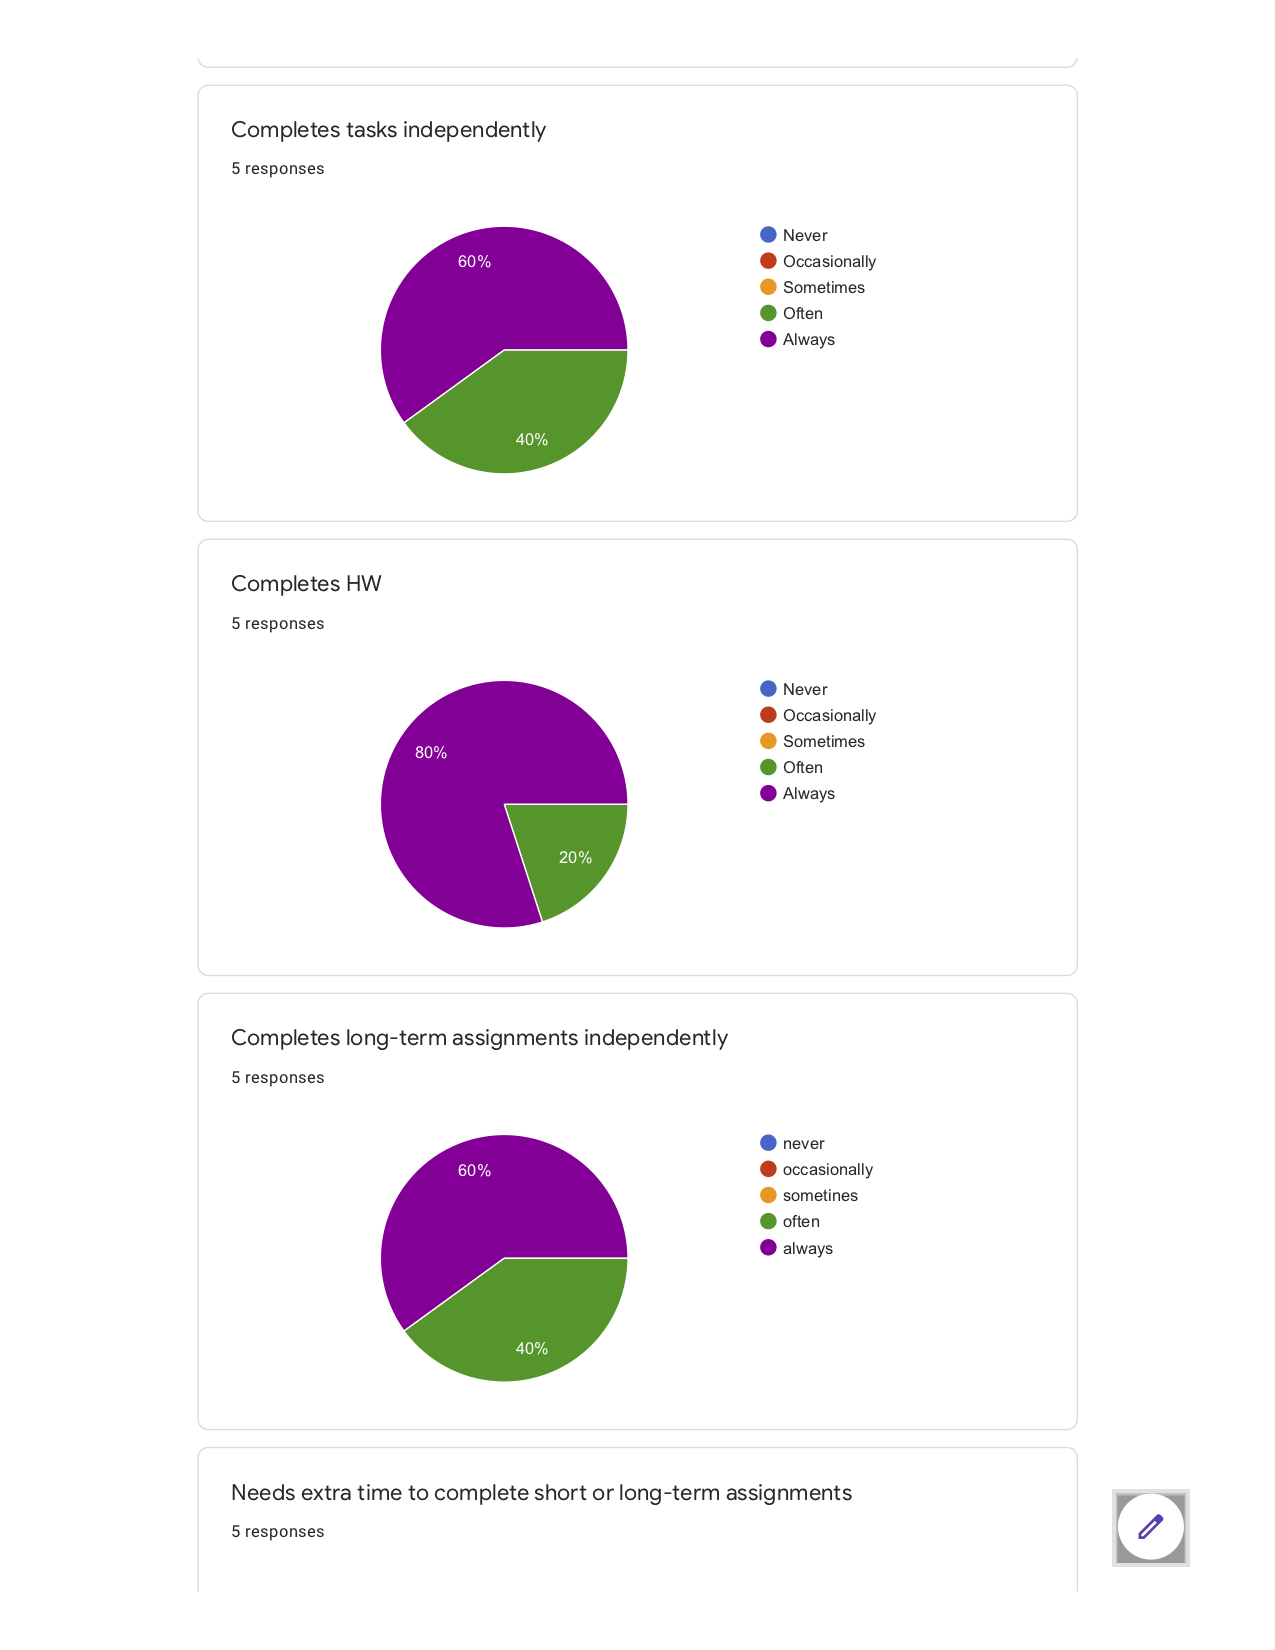 Completes tasks independently
5 responses
Never
Occasionally
Sometimes
Often
Always
60%
40%
Completes HW
5 responses
Never
Occasionally
Sometimes
Often
Always
80%
20%
Completes long-term assignments independently
5 responses
never
occasionally
sometines
often
always
60%
40%
Needs extra time to complete short or long-term assignments
5 responses